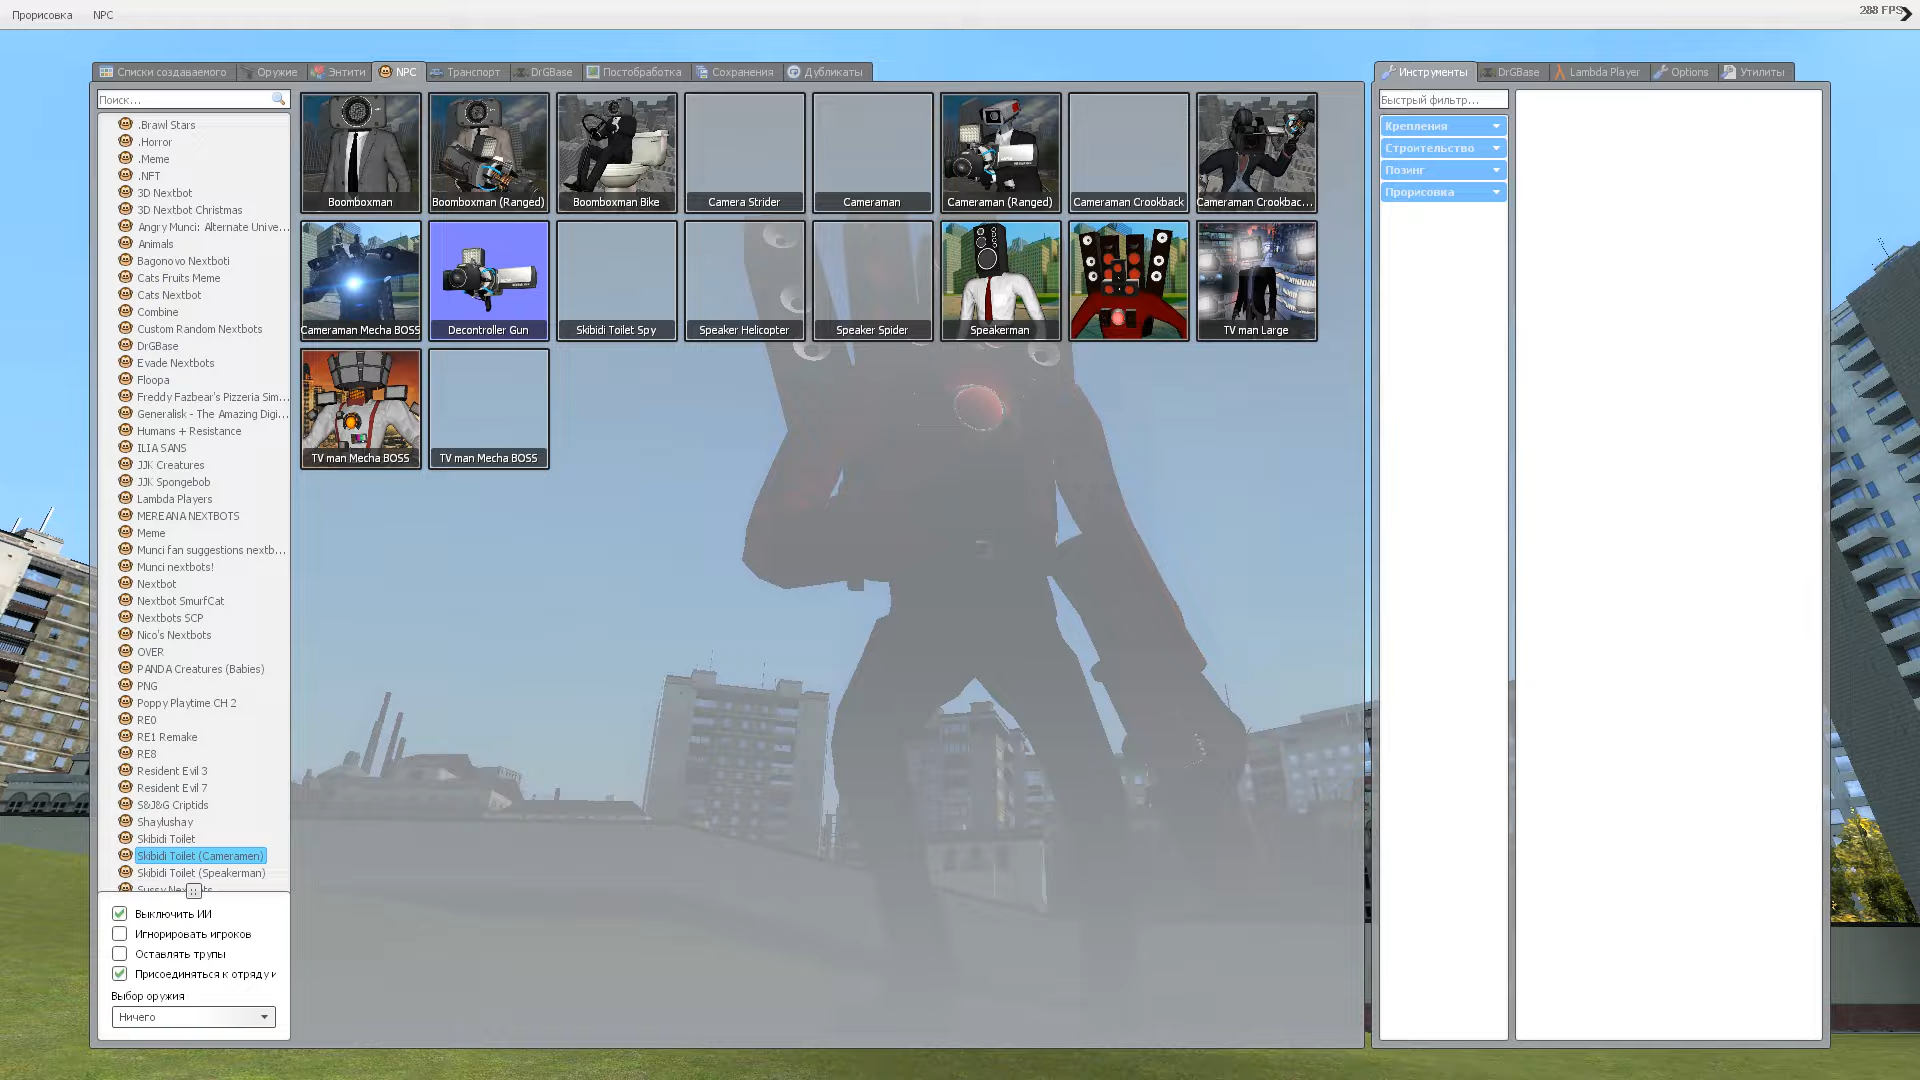 Прорисовка NPC
288 FPS
Списки создаваемого Оружие Энтити NPC Транспорт DrGBase Постобработка Сохранения Дубликаты
Поиск...
.Brawl Stars
.Horror
.Meme
.NFT
3D Nextbot
3D Nextbot Christmas
Angry Munci: Alternate Unive...
Animals
Bagonovo Nextboti
Cats Fruits Meme
Cats Nextbot
Combine
Custom Random Nextbots
DrGBase
Evade Nextbots
Floopa
Freddy Fazbear's Pizzeria Sim...
Generalisk - The Amazing Digi...
Humans + Resistance
ILIA SANS
JJK Creatures
JJK Spongebob
Lambda Players
MEREANA NEXTBOTS
Meme
Munci fan suggestions nextb...
Munci nextbots!
Nextbot
Nextbot SmurfCat
Nextbots SCP
Nico's Nextbots
OVER
PANDA Creatures (Babies)
PNG
Poppy Playtime CH 2
RE0
RE1 Remake
RE8
Resident Evil 3
Resident Evil 7
S&J&G Criptids
Shaylushay
Skibidi Toilet
Skibidi Toilet (Cameramen)
Skibidi Toilet (Speakerman)
Выключить ИИ
Игнорировать игроков
Оставлять трупы
Присоединяться к отряду и
Выбор оружия
Ничего
Boomboxman
Boomboxman (Ranged)
Boomboxman Bike
Camera Strider
Cameraman
Cameraman (Ranged)
Cameraman Crookback
Cameraman Crookbac...
Cameraman Mecha BOSS
Decontroller Gun
Skibidi Toilet Spy
Speaker Helicopter
Speaker Spider
Speakerman
TV man Large
TV man Mecha BOSS
TV man Mecha BOSS
Инструменты DrGBase Lambda Player Options Утилиты
Быстрый фильтр...
Крепления
Строительство
Позинг
Прорисовка